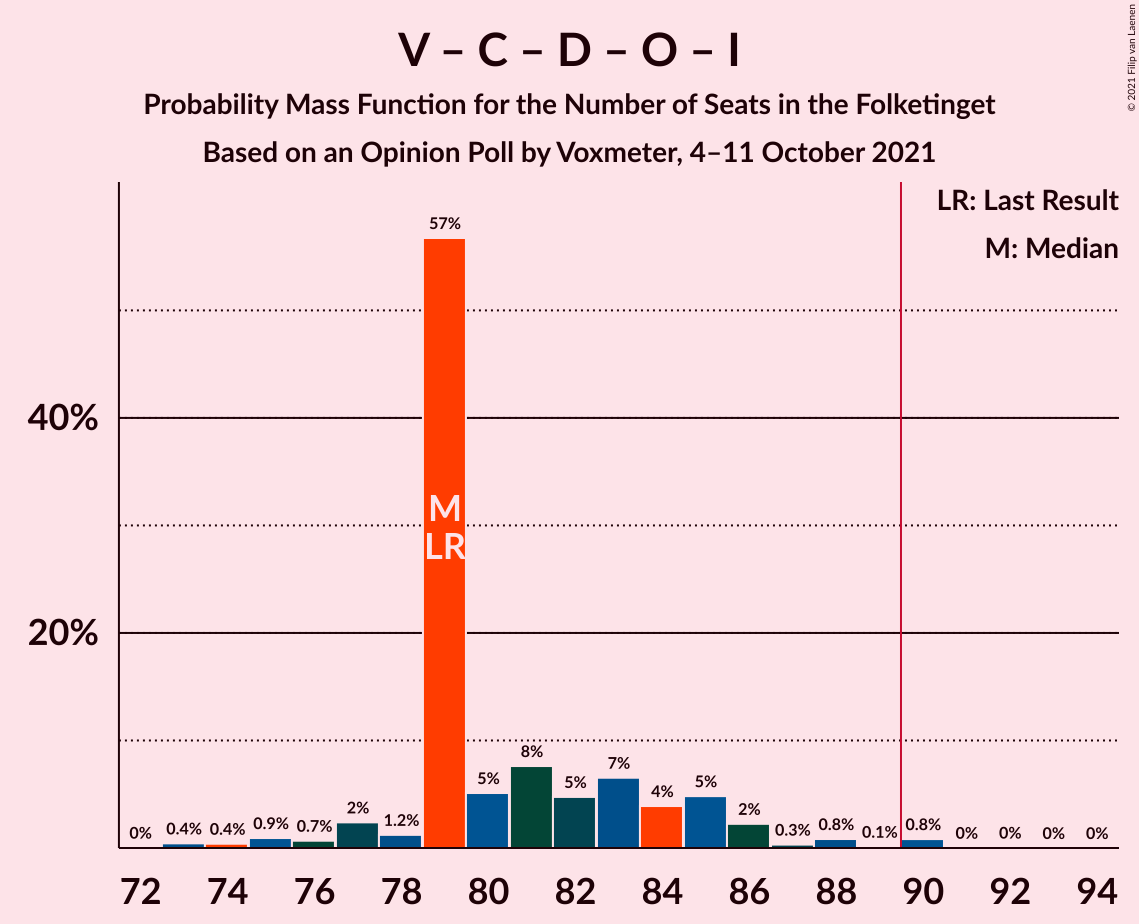 V – C – D – O – I
Probability Mass Function for the Number of Seats in the Folketinget
Based on an Opinion Poll by Voxmeter, 4–11 October 2021
© 2021 Filip van Laenen
LR: Last Result
M: Median
40%
20%
0%
0.4%
0.4%
0.9%
0.7%
2%
1.2%
57%
M
LR
5%
8%
5%
7%
4%
5%
2%
0.3%
0.8%
0.1%
0.8%
0%
0%
0%
0%
72 74 76 78 80 82 84 86 88 90 92 94